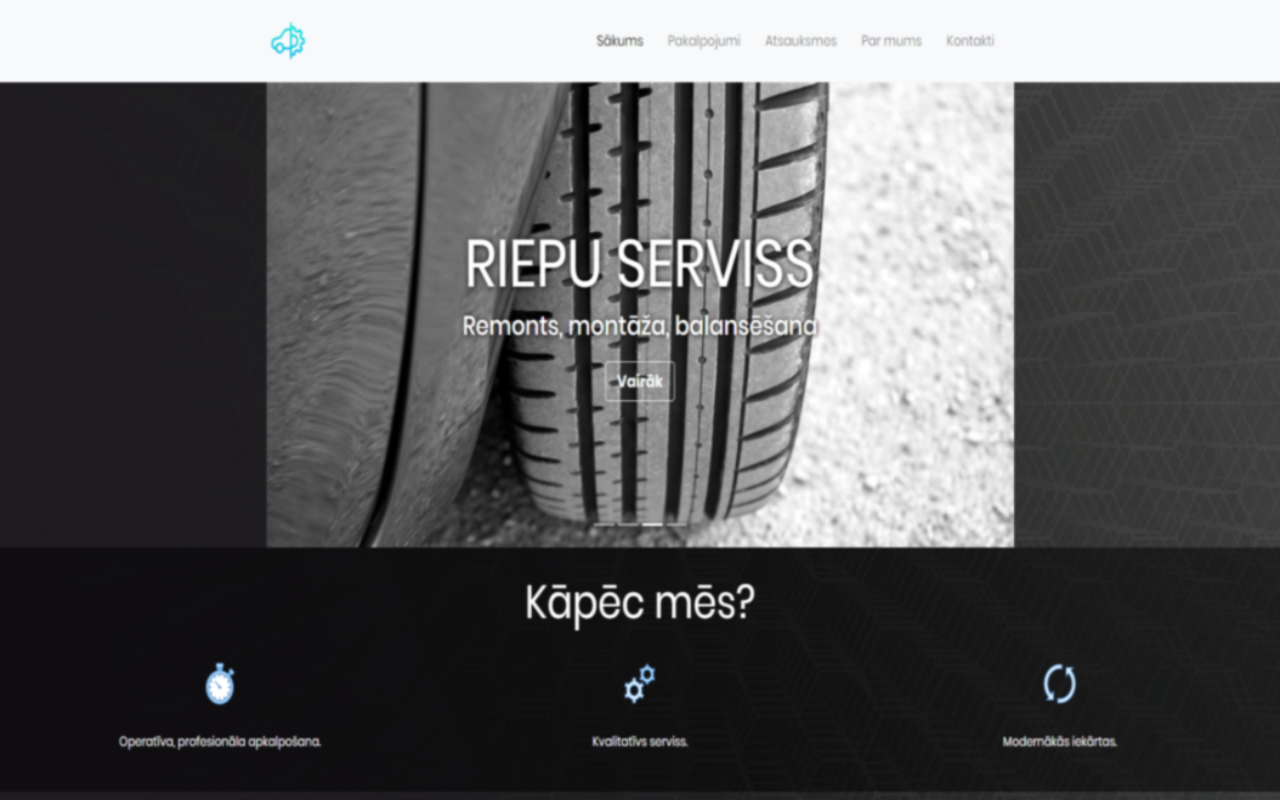 Sākums Pakalpojumi Atsauksmes Par mums Kontakti
RIEPU SERVISS
Remonts, montāža, balansēšana
Vairāk
Kāpēc mēs?
Operatīva, profesionāla apkalpošana.
Kvalitatīvs serviss.
Modernākās iekārtas.